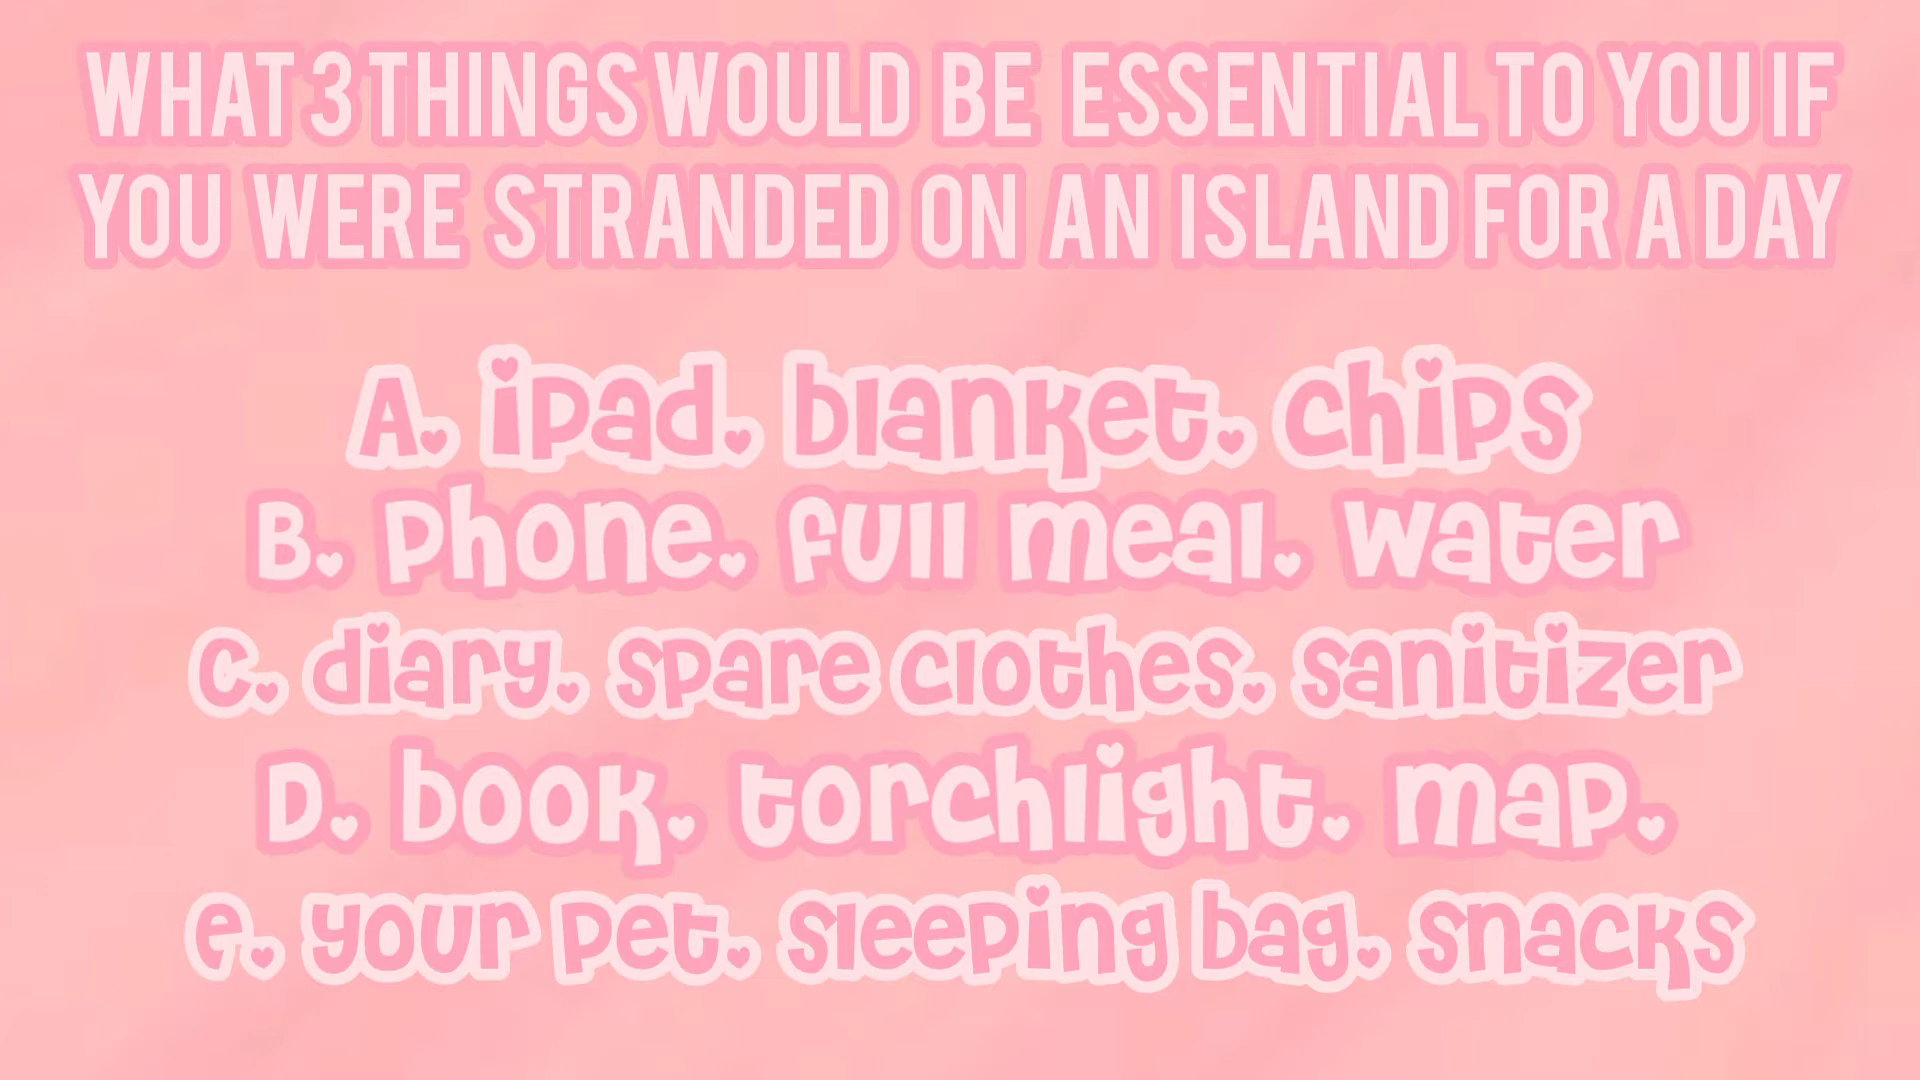 WHAT 3 THINGS WOULD BE ESSENTIAL TO YOU IF
YOU WERE STRANDED ON AN ISLAND FOR A DAY
A. ipad. blanket. chips
B. phone. full meal. water
C. diary. spare clothes. sanitizer
D. book. torchlight. map.
e. your pet. sleeping bag. snacks